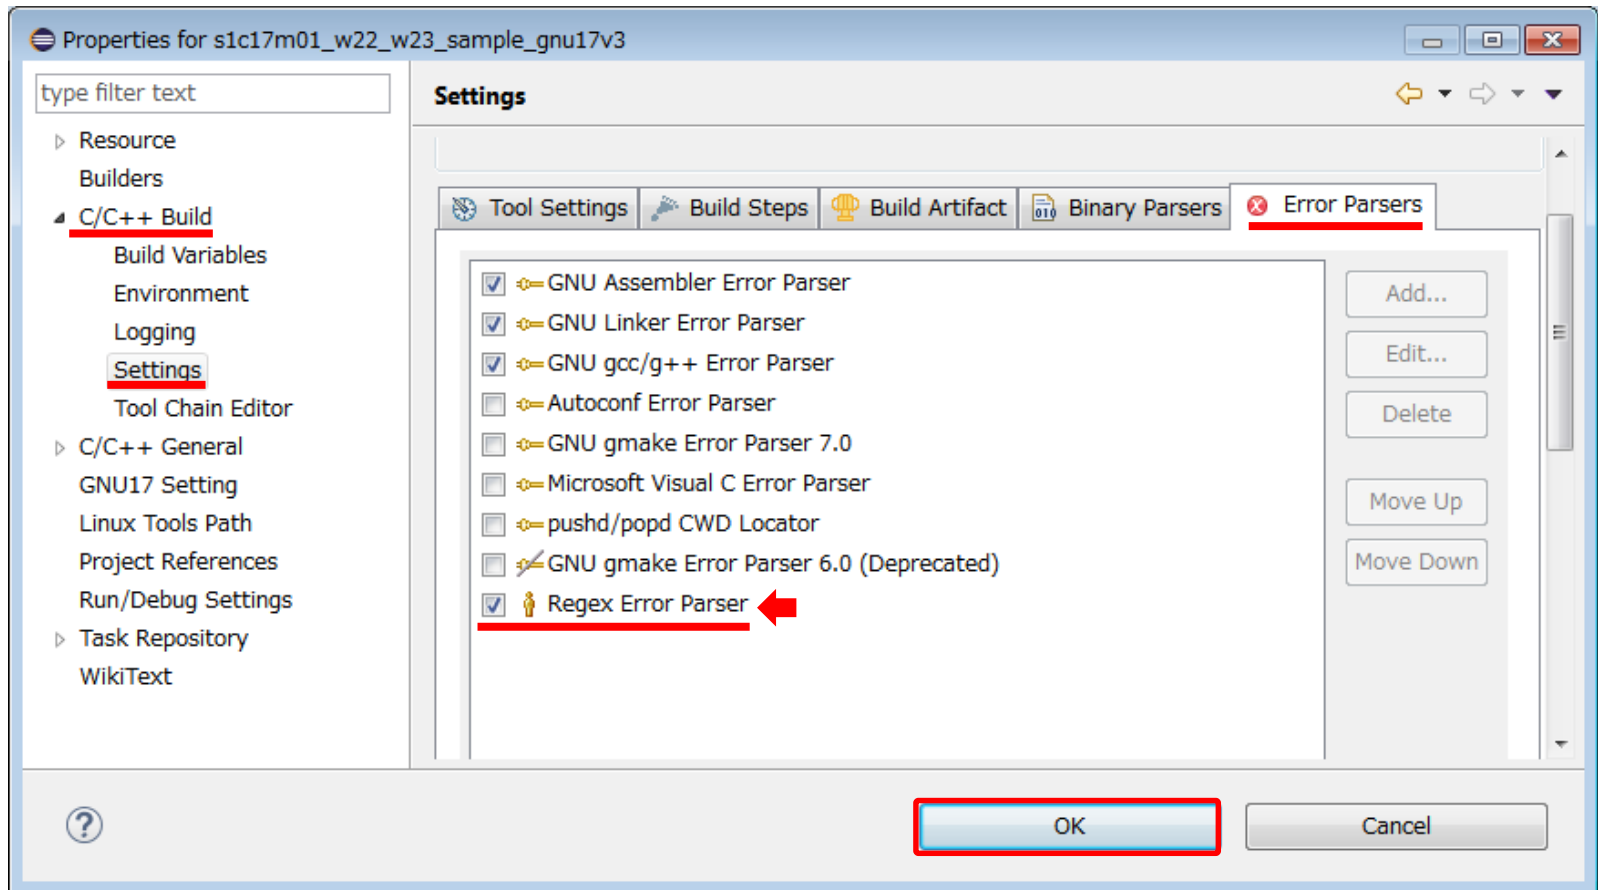 Properties for s1c17m01_w22_w23_sample_gnu17v3
type filter text
Settings
Resource
Builders
C/C++ Build
Build Variables
Environment
Logging
Settings
Tool Chain Editor
C/C++ General
GNU17 Setting
Linux Tools Path
Project References
Run/Debug Settings
Task Repository
WikiText
Tool Settings
Build Steps
Build Artifact
010
Binary Parsers
Error Parsers
GNU Assembler Error Parser
GNU Linker Error Parser
GNU gcc/g++ Error Parser
Autoconf Error Parser
GNU gmake Error Parser 7.0
Microsoft Visual C Error Parser
pushd/popd CWD Locator
GNU gmake Error Parser 6.0 (Deprecated)
Regex Error Parser
Add...
Edit...
Delete
Move Up
Move Down
?
OK
Cancel